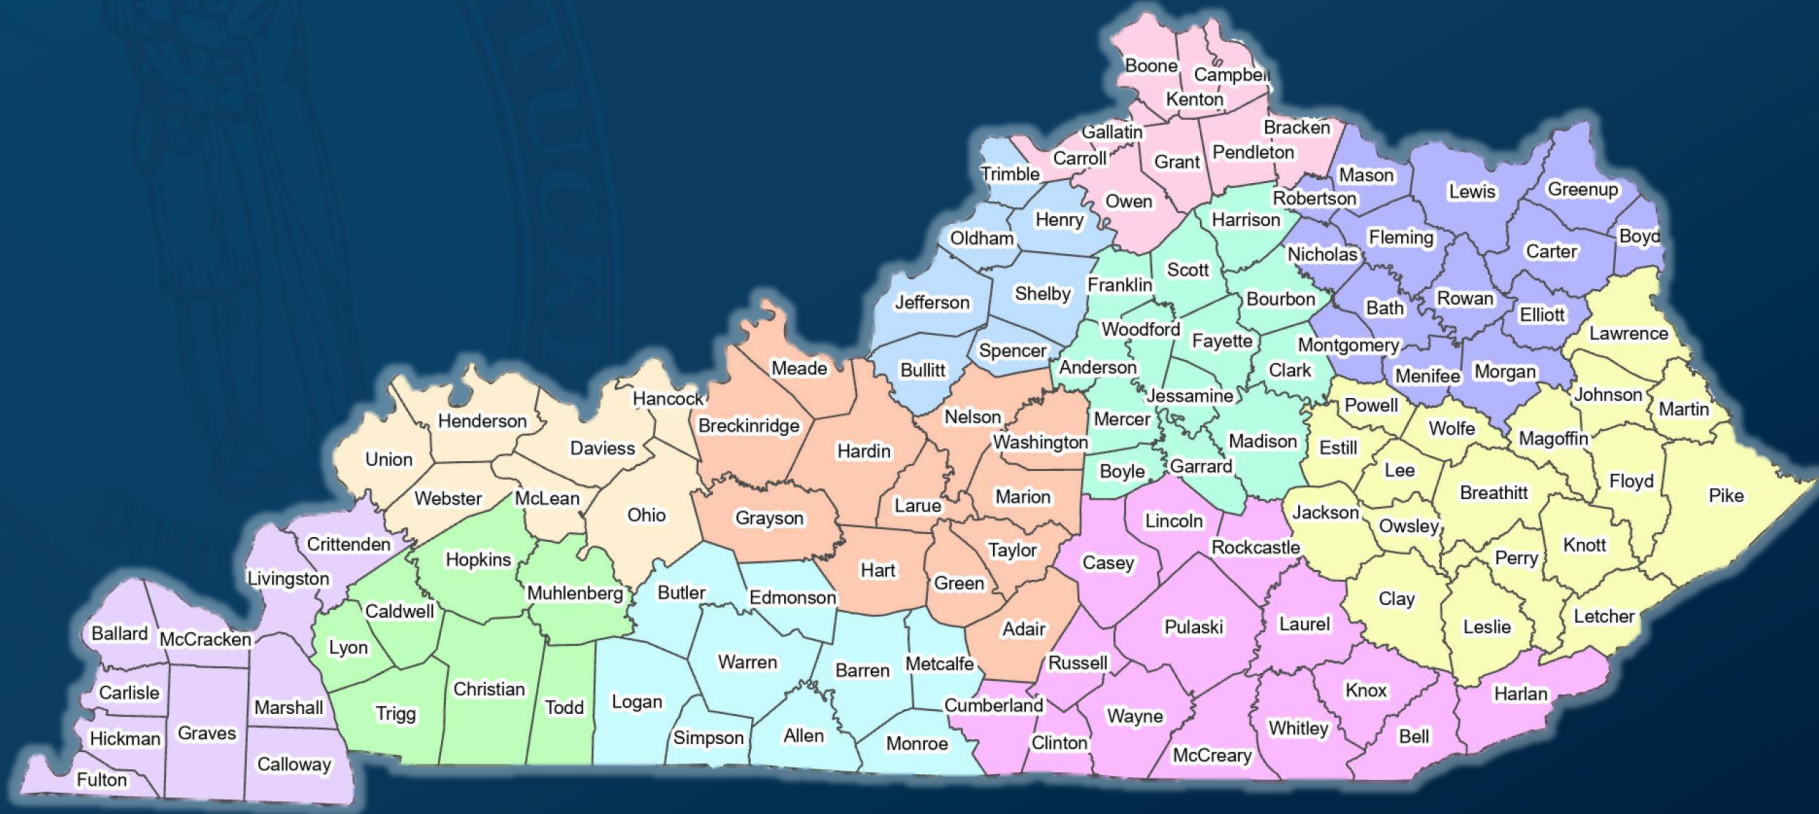 TUCK
Boone
Campbell
Kenton
Gallatin
Bracken
Carroll
Grant
Pendleton
Trimble
Mason
Owen
Robertson
Lewis
Greenup
Henry
Harrison
Oldham
Fleming
Boyd
Nicholas
Carter
Scott
Franklin
Shelby
Jefferson
Bourbon
Rowan
Bath
Elliott
Woodford
Lawrence
Fayette
Montgomery
Spencer
Anderson
Bullitt
Meade
Clark
Menifee
Morgan
Jessamine
Johnson
Hancock
Powell
Martin
Nelson
Mercer
Henderson
Breckinridge
Wolfe
Magoffin
Washington
Madison
Daviess
Estill
Hardin
Union
Garrard
Boyle
Lee
Floyd
Webster
McLean
Marion
Breathitt
Pike
Larue
Ohio
Grayson
Lincoln
Jackson
Owsley
Crittenden
Taylor
Rockcastle
Knott
Hopkins
Perry
Casey
Hart
Livingston
Green
Muhlenberg
Butler
Edmonson
Clay
Caldwell
Letcher
Laurel
Pulaski
Leslie
Adair
Ballard
McCracken
Lyon
Warren
Barren
Metcalfe
Russell
Christian
Knox
Carlisle
Harlan
Logan
Cumberland
Marshall
Todd
Trigg
Wayne
Whitley
Graves
Hickman
Simpson
Allen
Bell
Monroe
Clinton
McCreary
Calloway
Fulton